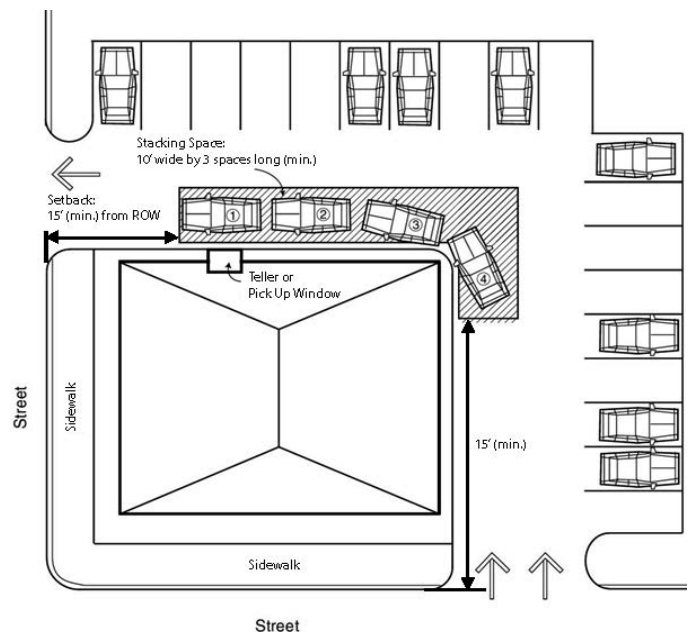 Stacking Space:
10' wide by 3 spaces long (min.)
Setback:
15' (min.) from ROW
1
2
3
4
Teller or
Pick Up Window
Street
Sidewalk
15' (min.)
Sidewalk
Street